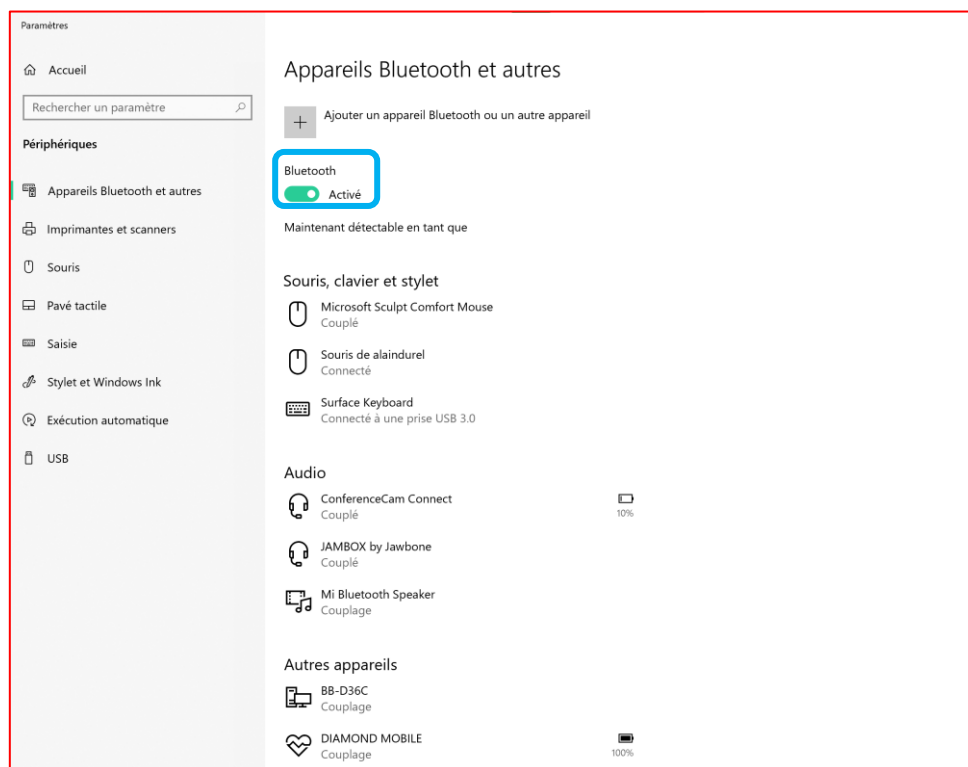 Paramètres
Accueil
Rechercher un paramètre
Périphériques
Appareils Bluetooth et autres
Imprimantes et scanners
Souris
Pavé tactile
Saisie
Stylet et Windows Ink
Exécution automatique
USB
Appareils Bluetooth et autres
Ajouter un appareil Bluetooth ou un autre appareil
Bluetooth
Activé
Maintenant détectable en tant que
Souris, clavier et stylet
Microsoft Sculpt Comfort Mouse
Couplé
Souris de alaindurel
Connecté
Surface Keyboard
Connecté à une prise USB 3.0
Audio
ConferenceCam Connect
Couplé
10%
JAMBOX by Jawbone
Couplé
Mi Bluetooth Speaker
Couplage
Autres appareils
BB-D36C
Couplage
DIAMOND MOBILE
Couplage
100%